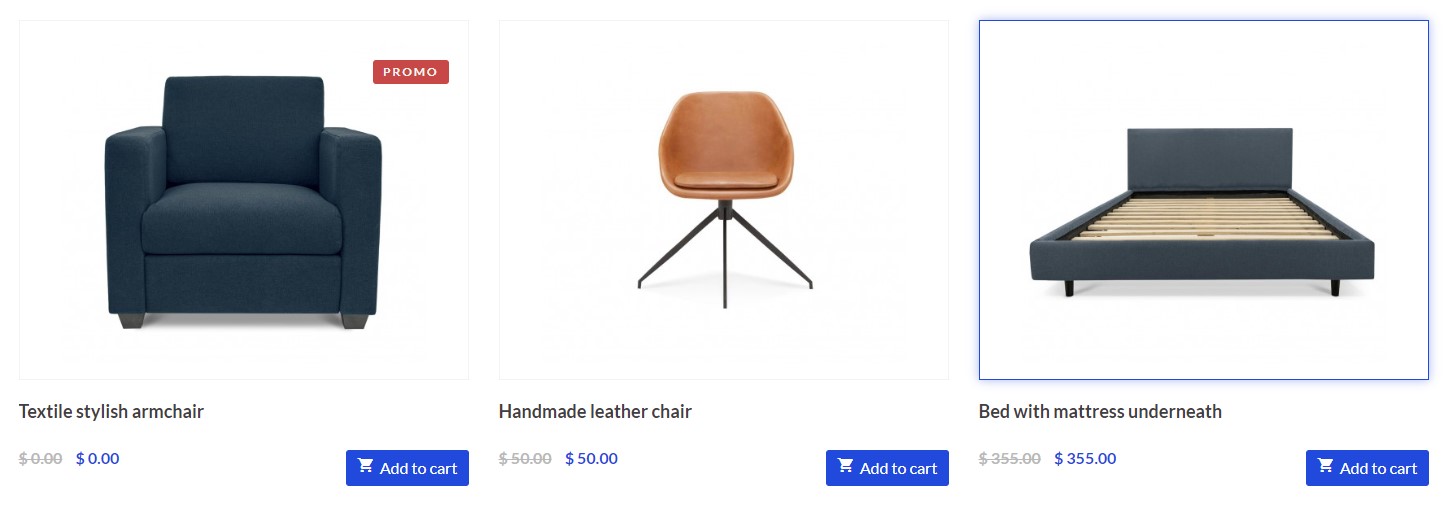 PROMO
Textile stylish armchair
$ 0.00 $ 0.00
Add to cart
Handmade leather chair
$ 50.00 $ 50.00
Add to cart
Bed with mattress underneath
$ 355.00 $ 355.00
Add to cart